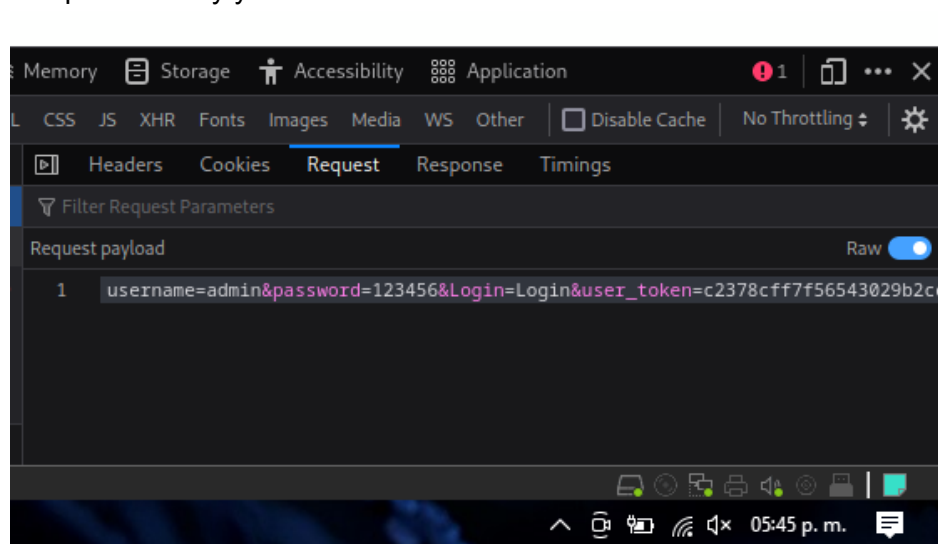 Memory Storage Accessibility Application 1
CSS JS XHR Fonts Images Media WS Other Disable Cache No Throttling
Headers Cookies Request Response Timings
Filter Request Parameters
Request payload Raw
1 username=admin&password=123456&Login=Login&user_token=c2378cff7f56543029b2c
05:45 p. m.